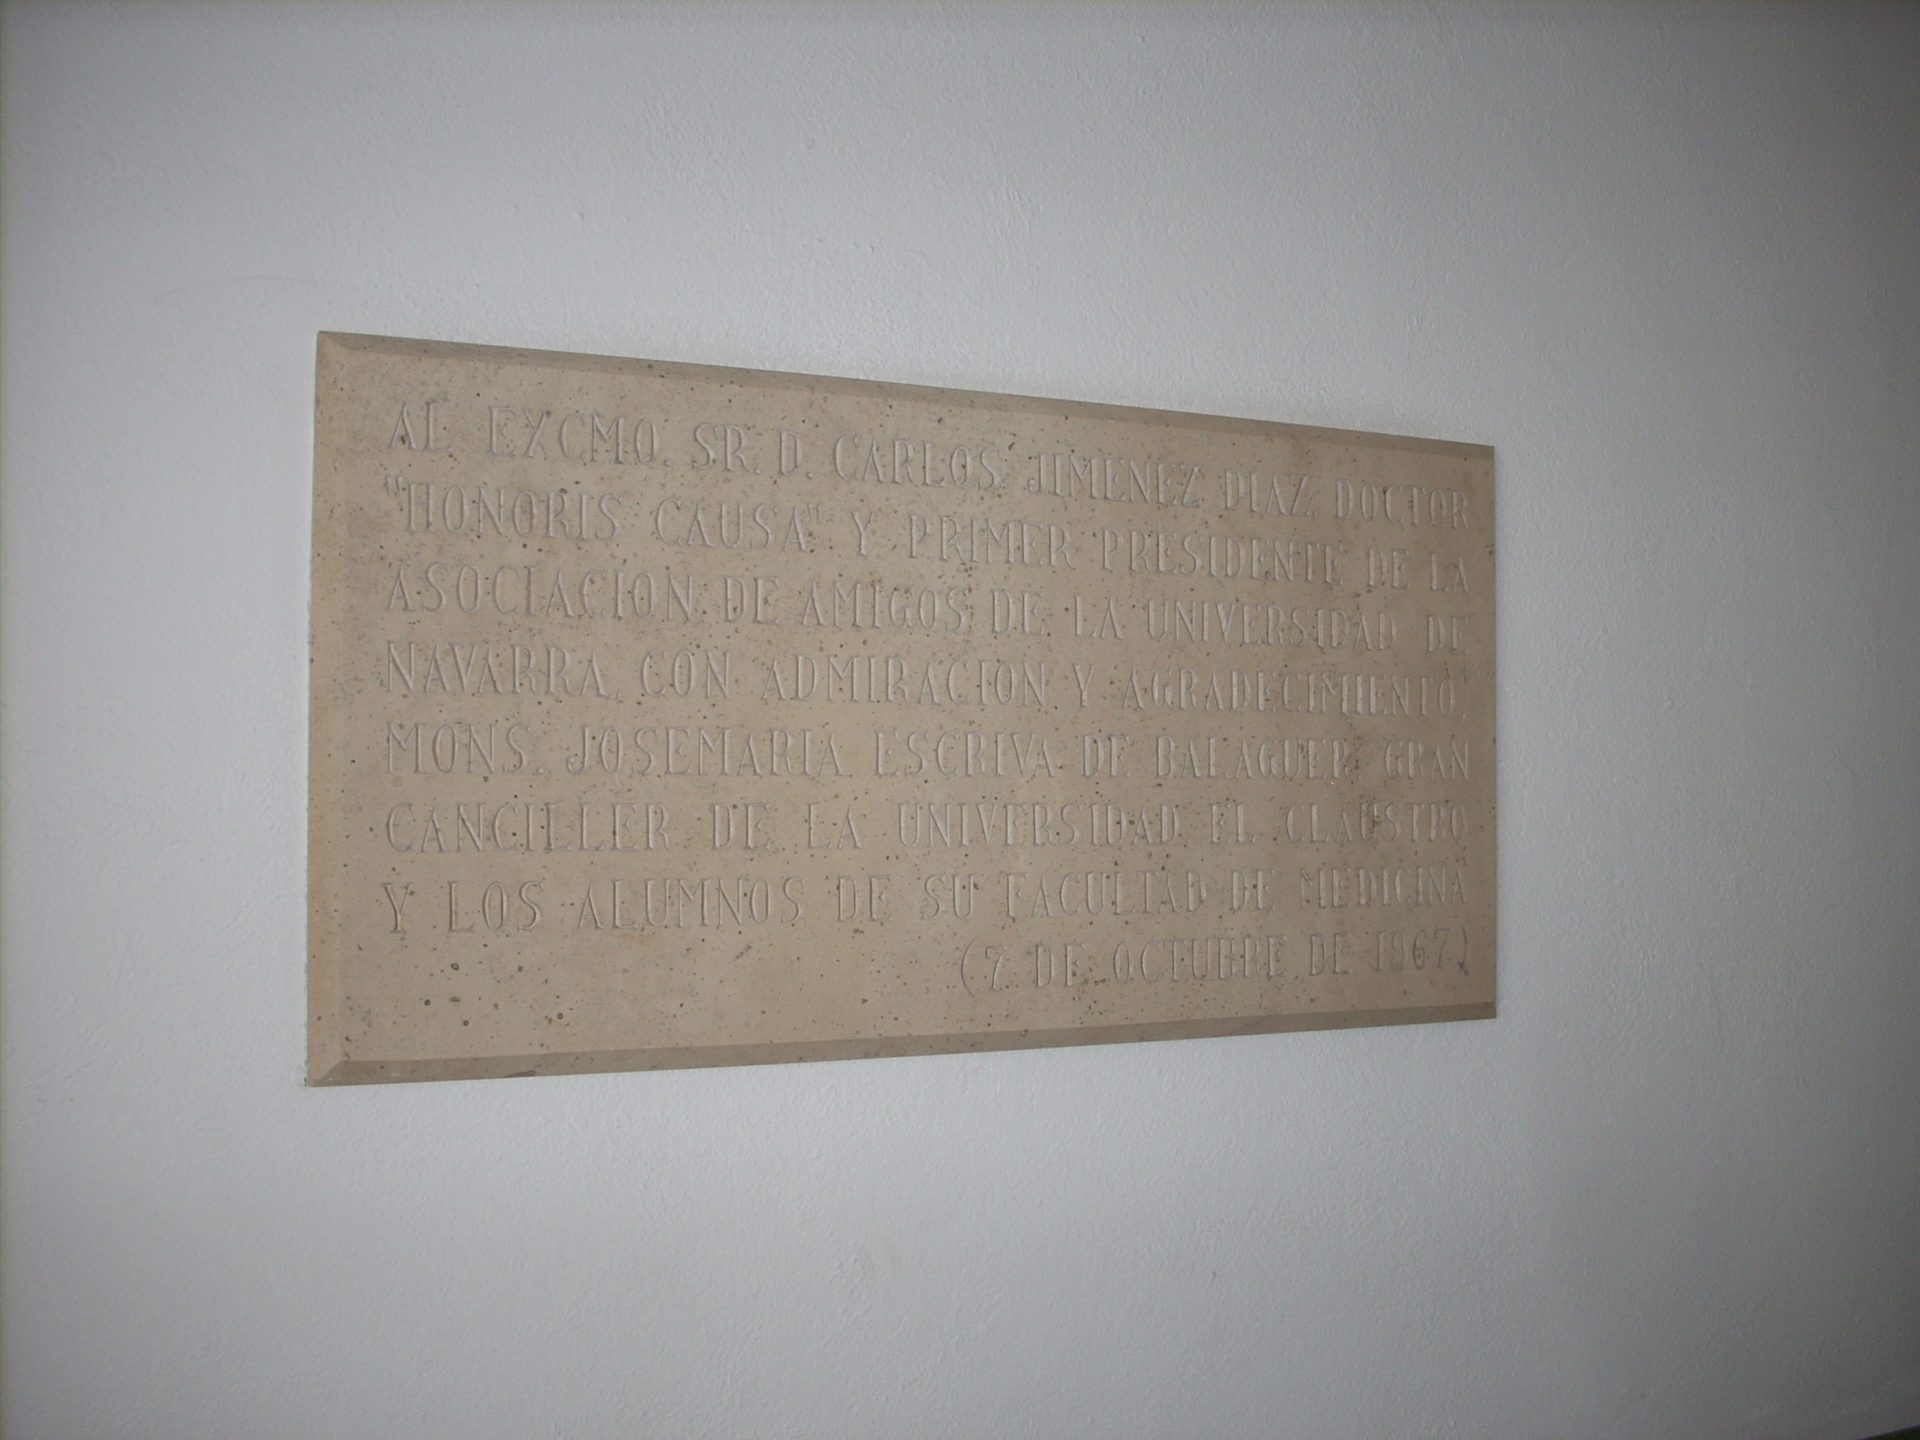 AL EXCMO. SR. D. CARLOS JIMENEZ DIAZ, DOCTOR
"HONORIS CAUSA" Y PRIMER PRESIDENTE DE LA
ASOCIACION DE AMIGOS DE LA UNIVERSIDAD DE
NAVARRA, CON ADMIRACION Y AGRADECIMIENTO,
MONS. JOSEMARIA ESCRIVA DE BALAGUER, GRAN
CANCILLER DE LA UNIVERSIDAD, EL CLAUSTRO
Y LOS ALUMNOS DE SU FACULTAD DE MEDICINA
(7 DE OCTUBRE DE 1967)